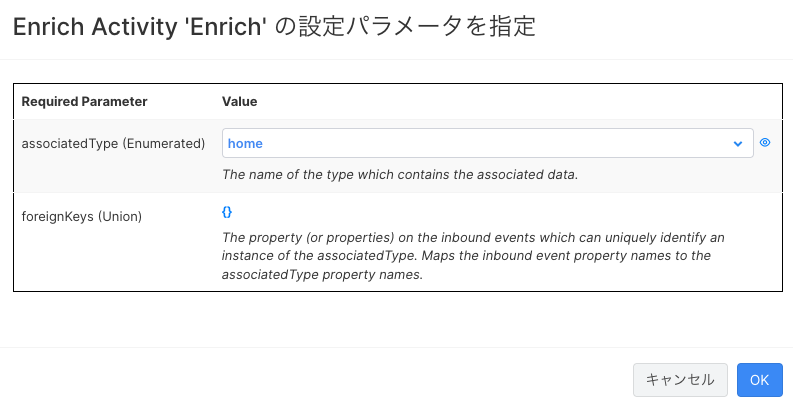 Enrich Activity 'Enrich' の設定パラメータを指定
Required Parameter Value
associatedType (Enumerated) home
The name of the type which contains the associated data.
foreignKeys (Union) {}
The property (or properties) on the inbound events which can uniquely identify an
instance of the associatedType. Maps the inbound event property names to the
associatedType property names.
キャンセル OK